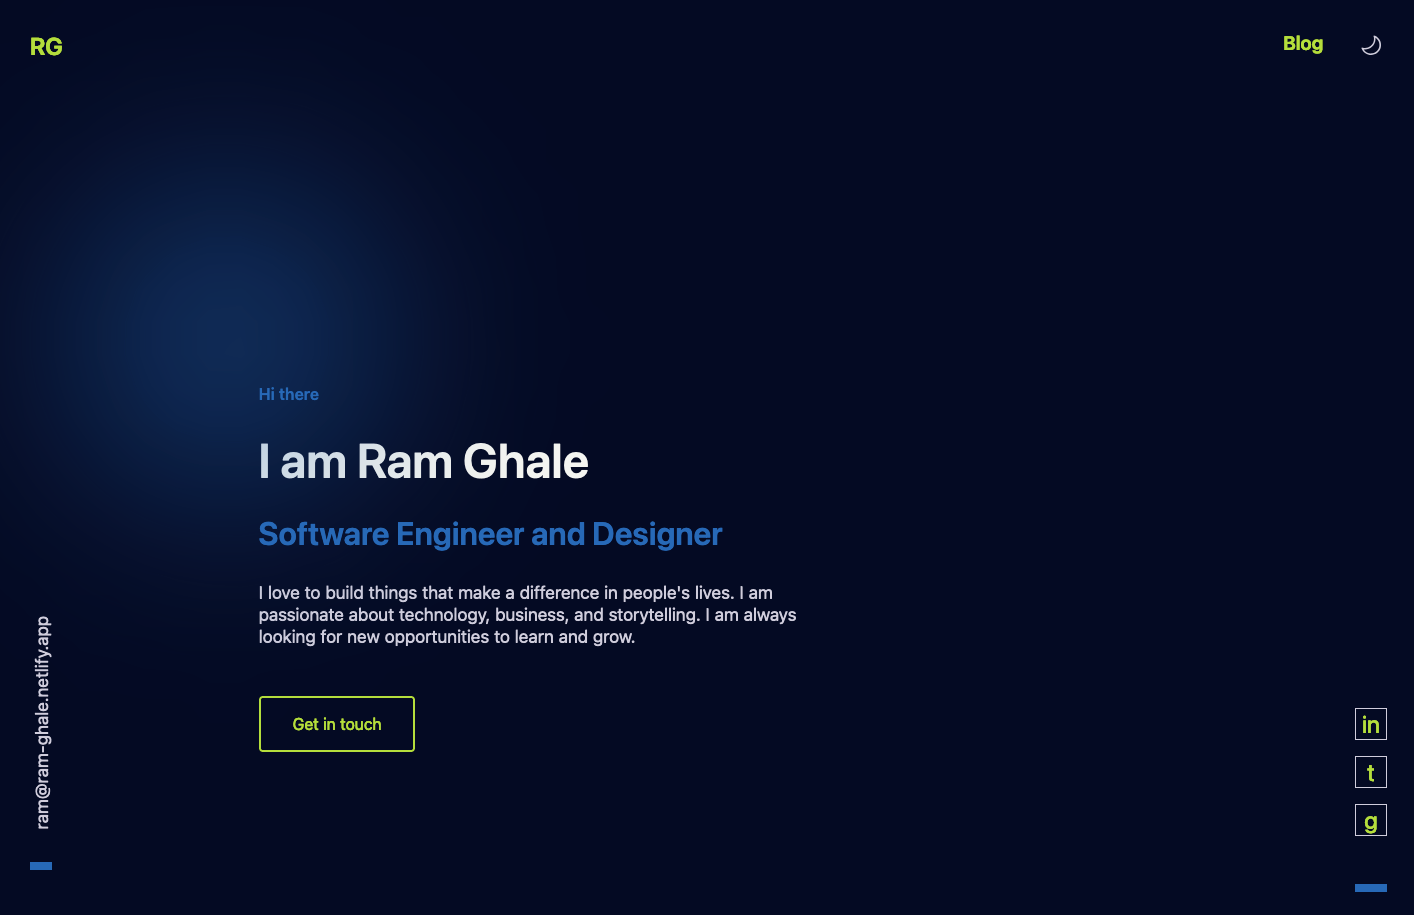 RG
Blog
Hi there
I am Ram Ghale
Software Engineer and Designer
I love to build things that make a difference in people's lives. I am
passionate about technology, business, and storytelling. I am always
looking for new opportunities to learn and grow.
Get in touch
ram@ram-ghale.netlify.app
in
t
g